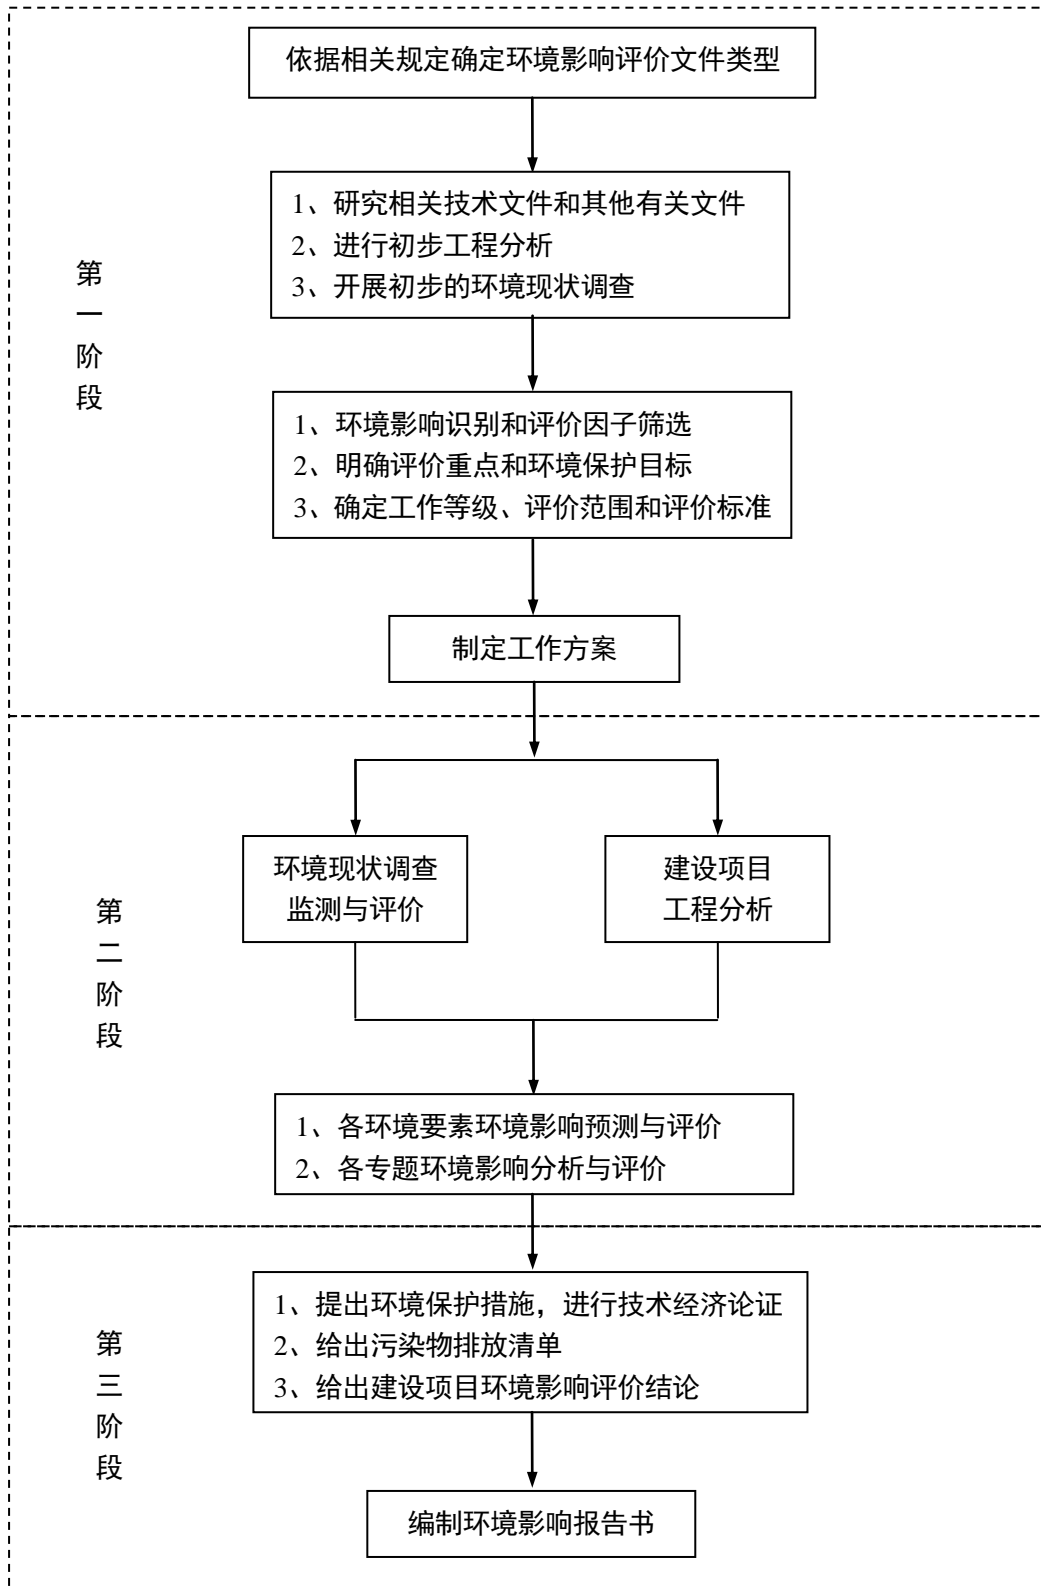 依据相关规定确定环境影响评价文件类型
1、研究相关技术文件和其他有关文件
2、进行初步工程分析
3、开展初步的环境现状调查
第
一
阶
段
1、环境影响识别和评价因子筛选
2、明确评价重点和环境保护目标
3、确定工作等级、评价范围和评价标准
制定工作方案
环境现状调查
监测与评价
建设项目
工程分析
第
二
阶
段
1、各环境要素环境影响预测与评价
2、各专题环境影响分析与评价
1、提出环境保护措施，进行技术经济论证
2、给出污染物排放清单
3、给出建设项目环境影响评价结论
第
三
阶
段
编制环境影响报告书